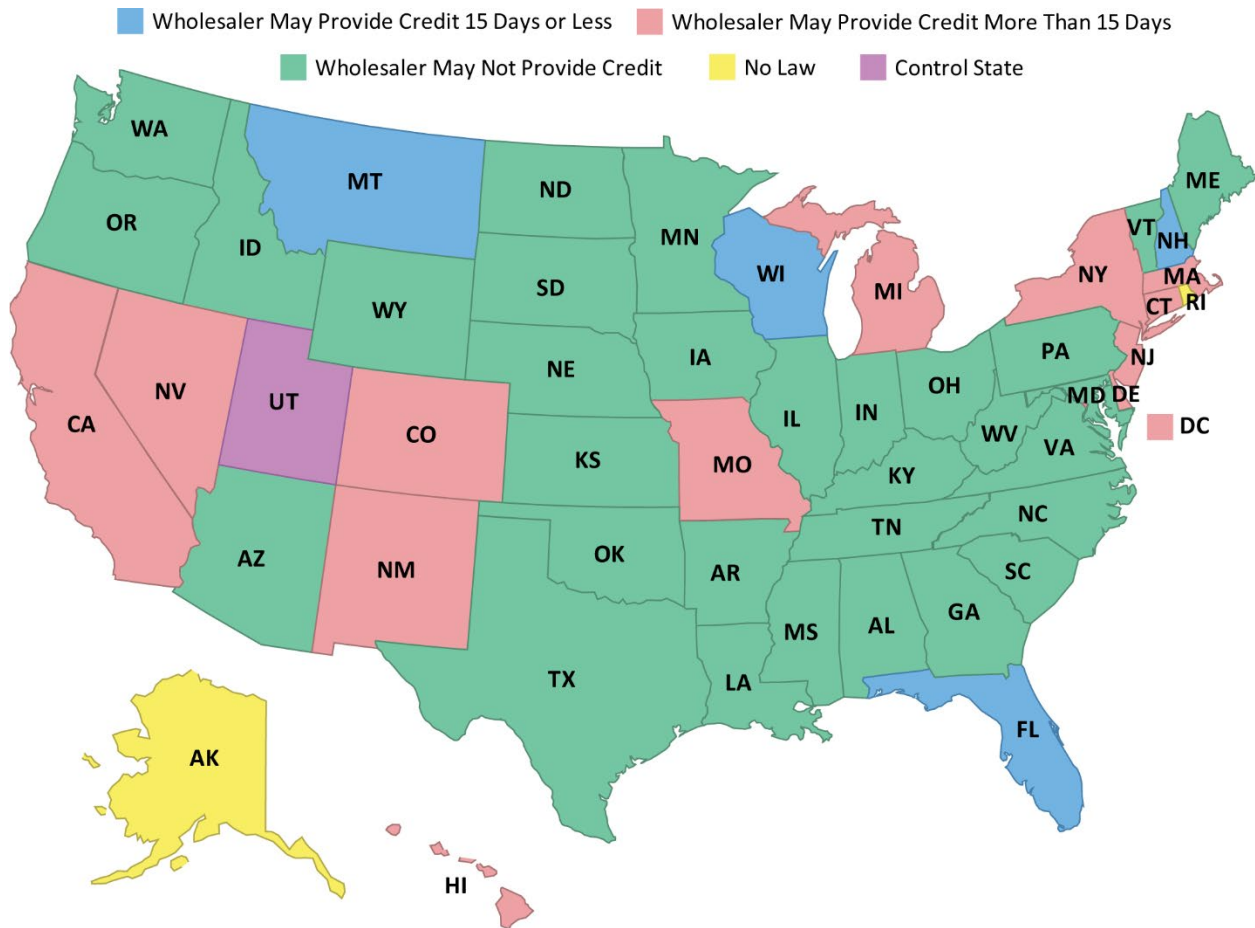 Wholesaler May Provide Credit 15 Days or Less
Wholesaler May Provide Credit More Than 15 Days
Wholesaler May Not Provide Credit
No Law
Control State
WA
MT
ND
MN
ME
OR
ID
VT
NH
WI
NY
MA
SD
MI
CT
RI
WY
IA
PA
NJ
NE
OH
MD
DE
NV
UT
IL
IN
CA
CO
WV
DC
VA
KS
MO
KY
NC
TN
AZ
OK
NM
AR
SC
GA
MS
AL
TX
LA
FL
AK
HI